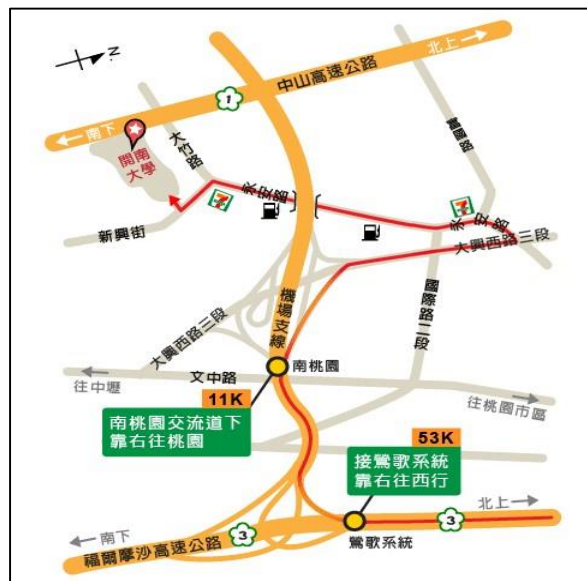 N
北上
中山高速公路
1
南下
開南
大學
大竹路
永安路
7
7
永安路
新興街
大興西路三段
大興西路三段
國際路二段
機場支線
南桃園
文中路
往中壢
往桃園市區
11K
南桃園交流道下
靠右往桃園
53K
接鶯歌系統
靠右往西行
北上
3
南下
3
福爾摩沙高速公路
鶯歌系統